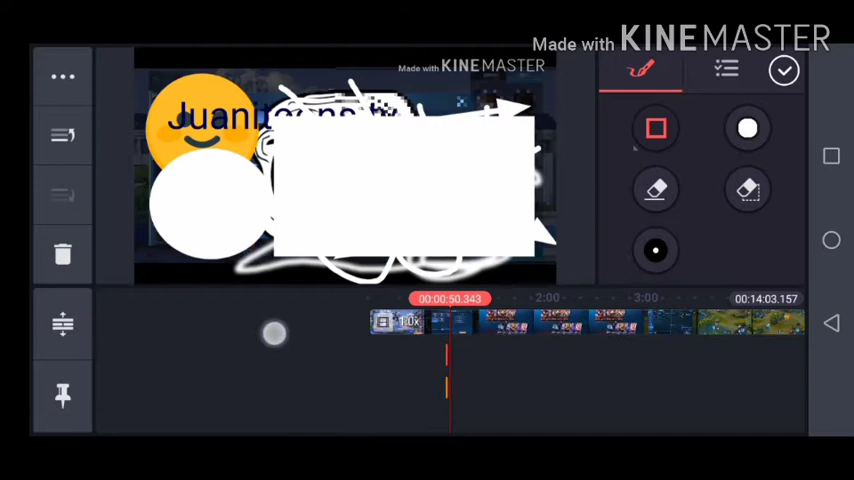 Made with KINEMASTER
Made with KINEMASTER
00:00:50.343
2:00
3:00
00:14:03.157
1.0x